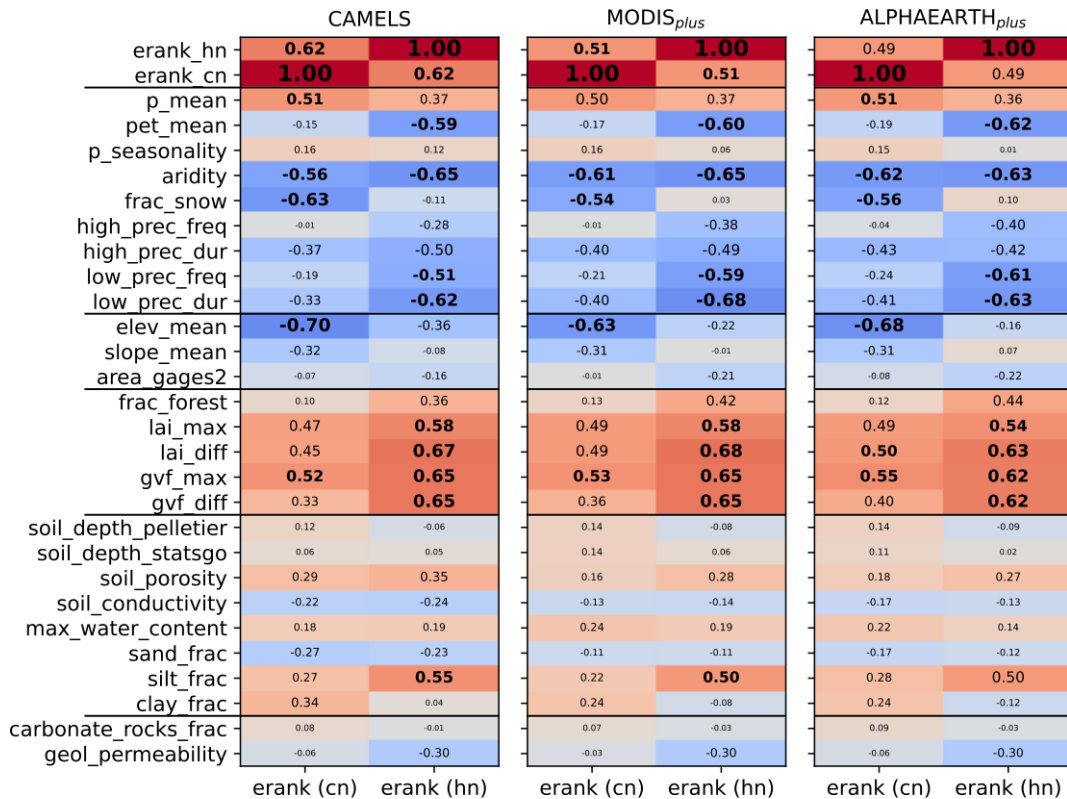 CAMELS MODIS_plus ALPHAEARTH_plus
erank_hn 0.62 1.00 0.51 1.00 0.49 1.00
erank_cn 1.00 0.62 1.00 0.51 1.00 0.49
p_mean 0.51 0.37 0.50 0.37 0.51 0.36
pet_mean -0.15 -0.59 -0.17 -0.60 -0.19 -0.62
p_seasonality 0.16 0.12 0.16 0.06 0.15 0.01
aridity -0.56 -0.65 -0.61 -0.65 -0.62 -0.63
frac_snow -0.63 -0.11 -0.54 0.03 -0.56 0.10
high_prec_freq -0.01 -0.28 -0.01 -0.38 -0.04 -0.40
high_prec_dur -0.37 -0.50 -0.40 -0.49 -0.43 -0.42
low_prec_freq -0.19 -0.51 -0.21 -0.59 -0.24 -0.61
low_prec_dur -0.33 -0.62 -0.40 -0.68 -0.41 -0.63
elev_mean -0.70 -0.36 -0.63 -0.22 -0.68 -0.16
slope_mean -0.32 -0.08 -0.31 -0.01 -0.31 0.07
area_gages2 -0.07 -0.16 -0.01 -0.21 -0.08 -0.22
frac_forest 0.10 0.36 0.13 0.42 0.12 0.44
lai_max 0.47 0.58 0.49 0.58 0.49 0.54
lai_diff 0.45 0.67 0.49 0.68 0.50 0.63
gvf_max 0.52 0.65 0.53 0.65 0.55 0.62
gvf_diff 0.33 0.65 0.36 0.65 0.40 0.62
soil_depth_pelletier 0.12 -0.06 0.14 -0.08 0.14 -0.09
soil_depth_statsgo 0.06 0.05 0.14 0.06 0.11 0.02
soil_porosity 0.29 0.35 0.16 0.28 0.18 0.27
soil_conductivity -0.22 -0.24 -0.13 -0.14 -0.17 -0.13
max_water_content 0.18 0.19 0.24 0.19 0.22 0.14
sand_frac -0.27 -0.23 -0.11 -0.11 -0.17 -0.12
silt_frac 0.27 0.55 0.22 0.50 0.28 0.50
clay_frac 0.34 0.04 0.24 -0.08 0.24 -0.12
carbonate_rocks_frac 0.08 -0.01 0.07 -0.03 0.09 -0.03
geol_permeability -0.06 -0.30 -0.03 -0.30 -0.06 -0.30
erank (cn) erank (hn) erank (cn) erank (hn) erank (cn) erank (hn)